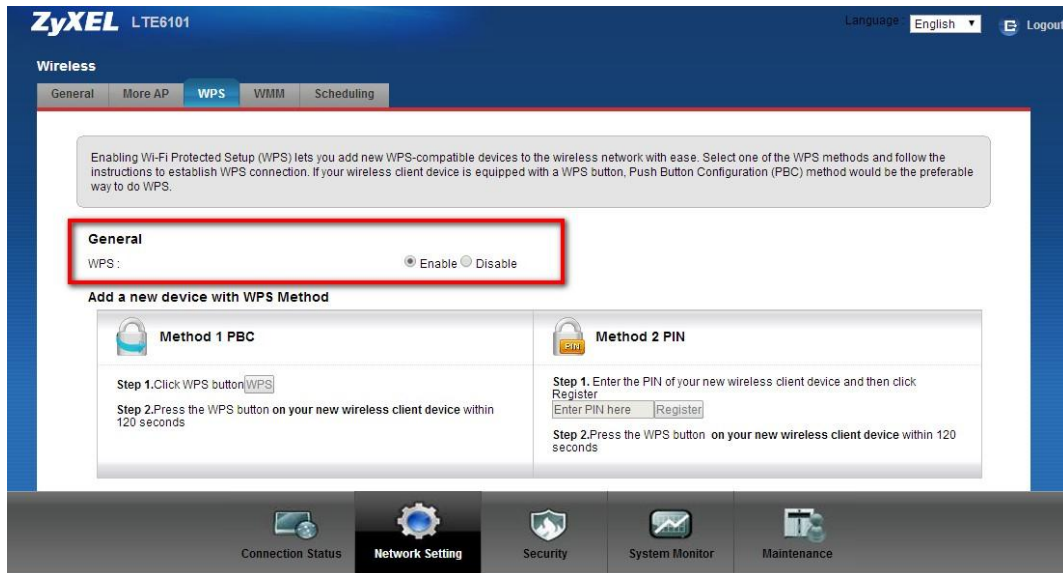 ZyXEL LTE6101
Language : English
Logout
Wireless
General More AP WPS WMM Scheduling
Enabling Wi-Fi Protected Setup (WPS) lets you add new WPS-compatible devices to the wireless network with ease. Select one of the WPS methods and follow the
instructions to establish WPS connection. If your wireless client device is equipped with a WPS button, Push Button Configuration (PBC) method would be the preferable
way to do WPS.
General
WPS : Enable Disable
Add a new device with WPS Method
Method 1 PBC
Step 1.Click WPS button WPS
Step 2.Press the WPS button on your new wireless client device within
120 seconds
Method 2 PIN
PIN
Step 1. Enter the PIN of your new wireless client device and then click
Register
Enter PIN here Register
Step 2.Press the WPS button on your new wireless client device within 120
seconds
Connection Status Network Setting Security System Monitor Maintenance